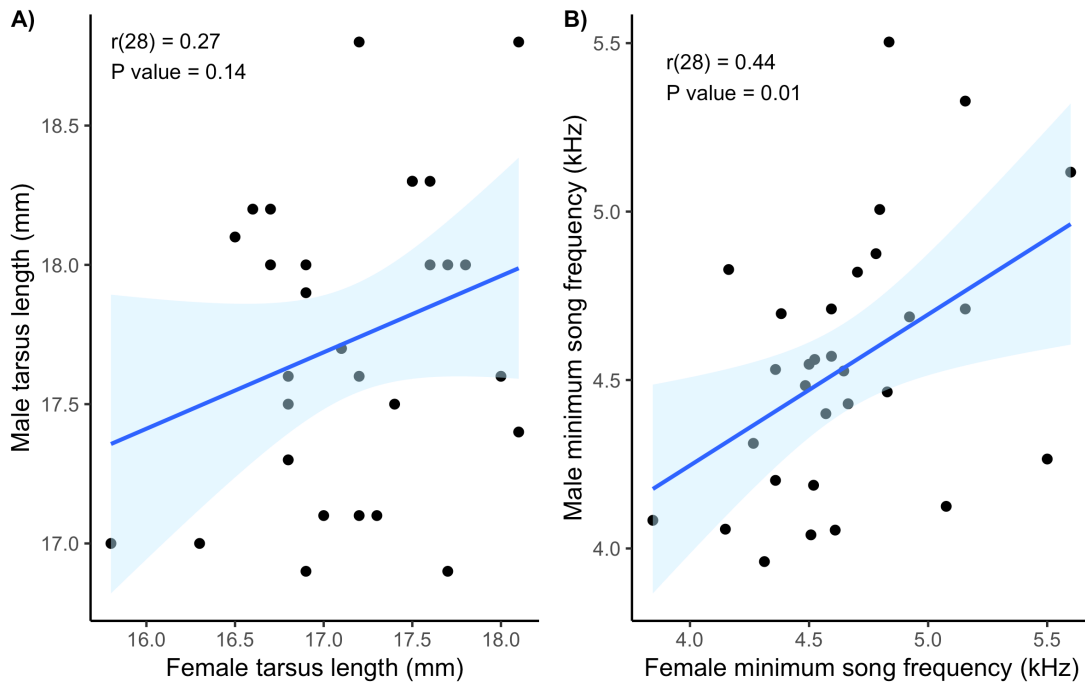 A)
r(28) = 0.27
P value = 0.14
18.5
18.0
17.5
17.0
Male tarsus length (mm)
16.0 16.5 17.0 17.5 18.0
Female tarsus length (mm)
B)
r(28) = 0.44
P value = 0.01
5.5
5.0
4.5
4.0
Male minimum song frequency (kHz)
4.0 4.5 5.0 5.5
Female minimum song frequency (kHz)